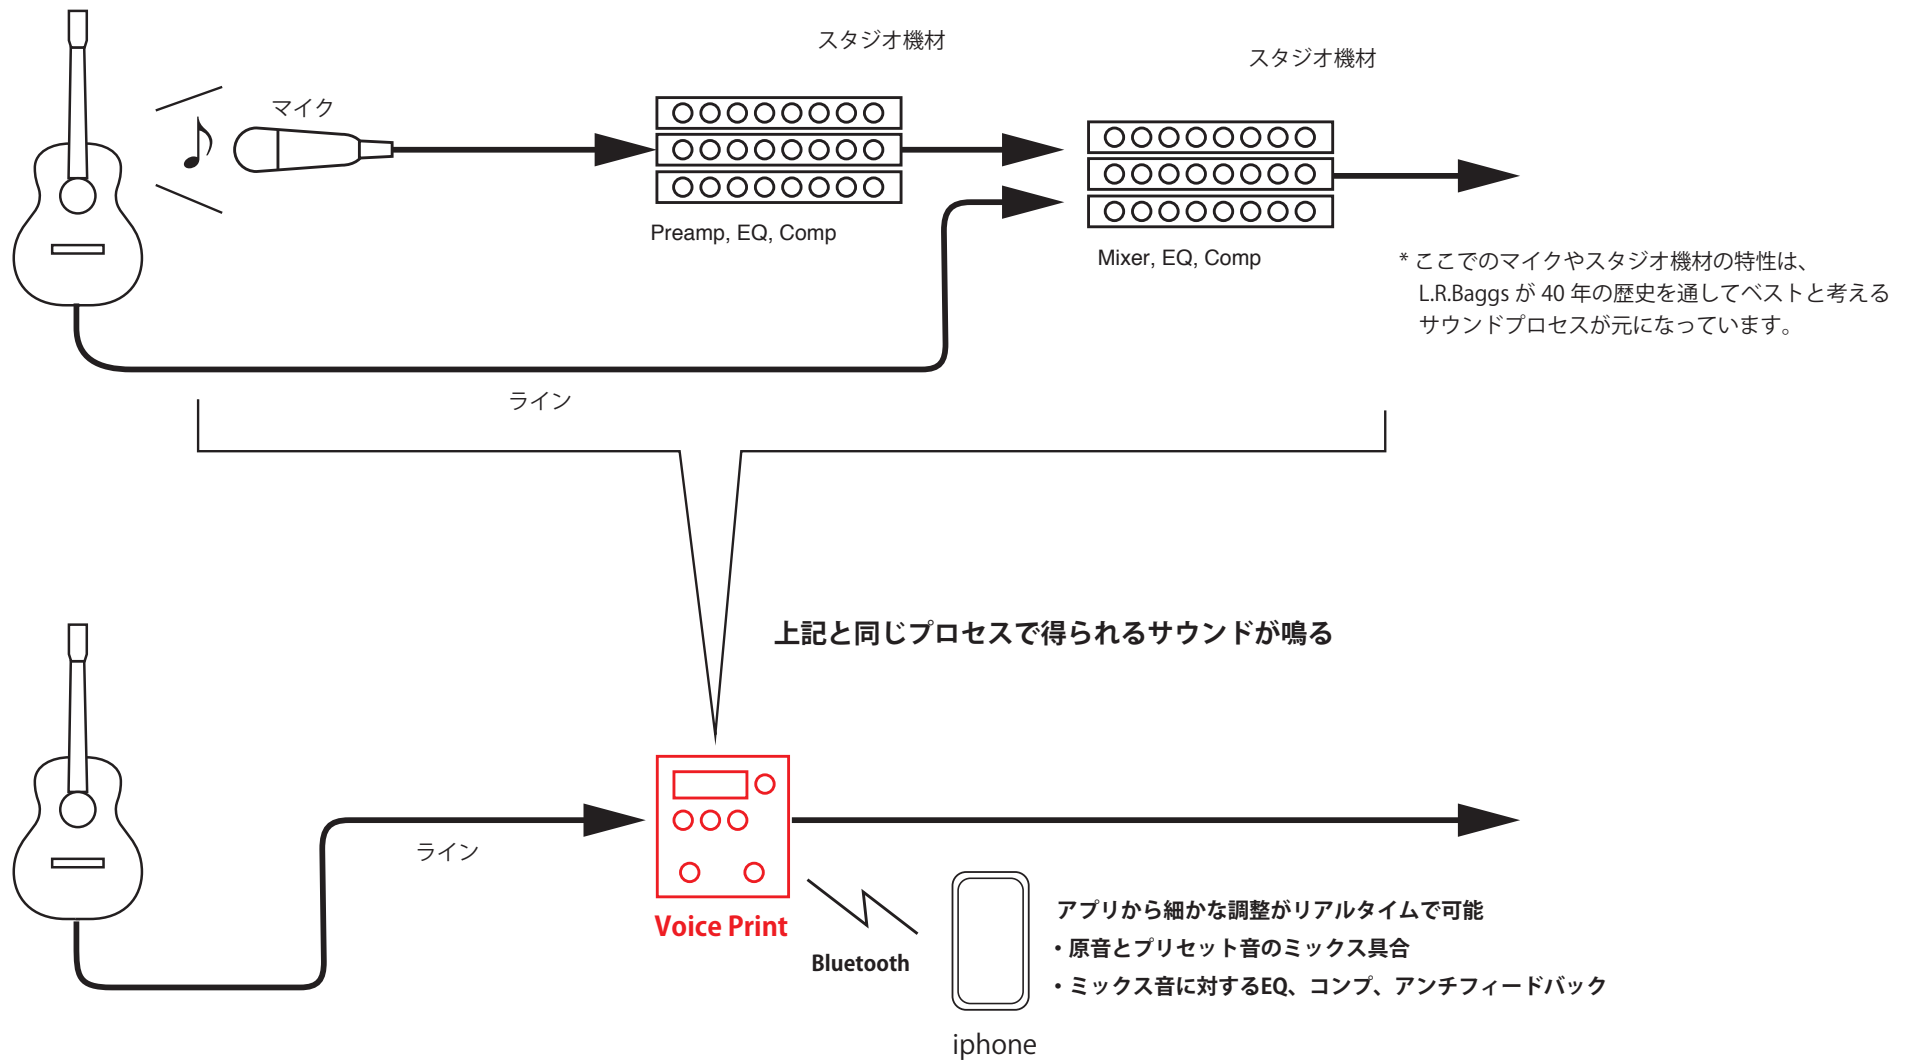 スタジオ機材
スタジオ機材
マイク
Preamp, EQ, Comp
Mixer, EQ, Comp
* ここでのマイクやスタジオ機材の特性は、
L.R.Baggs が 40 年の歴史を通してベストと考える
サウンドプロセスが元になっています。
ライン
上記と同じプロセスで得られるサウンドが鳴る
ライン
Voice Print
Bluetooth
アプリから細かな調整がリアルタイムで可能
・原音とプリセット音のミックス具合
・ミックス音に対するEQ、コンプ、アンチフィードバック
iphone